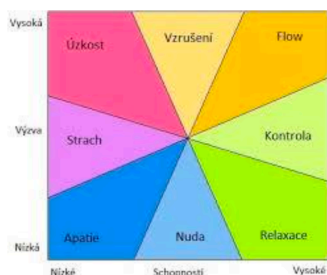 Vysoká
Úzkost
Vzrušení
Flow
Výzva
Strach
Kontrola
Nízká
Apatie
Nuda
Relaxace
Nízké
Schopnosti
Vysoké